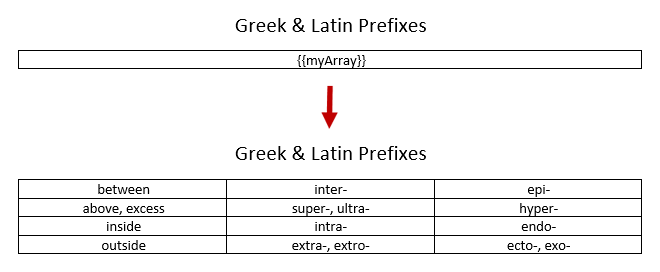 Greek & Latin Prefixes
{{myArray}}
Greek & Latin Prefixes
between inter- epi-
above, excess super-, ultra- hyper-
inside intra- endo-
outside extra-, extro- ecto-, exo-